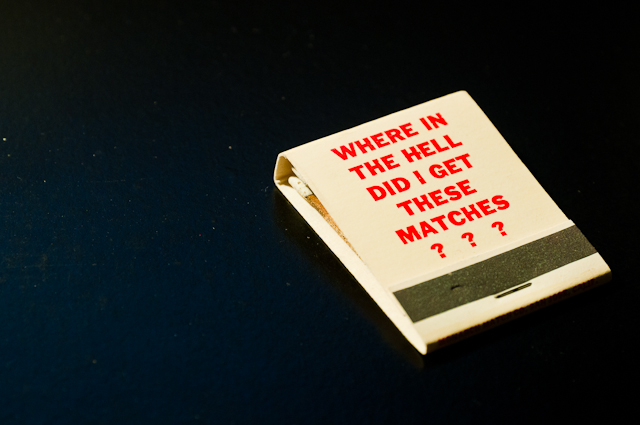 WHERE IN
THE HELL
DID I GET
THESE
MATCHES
? ? ?